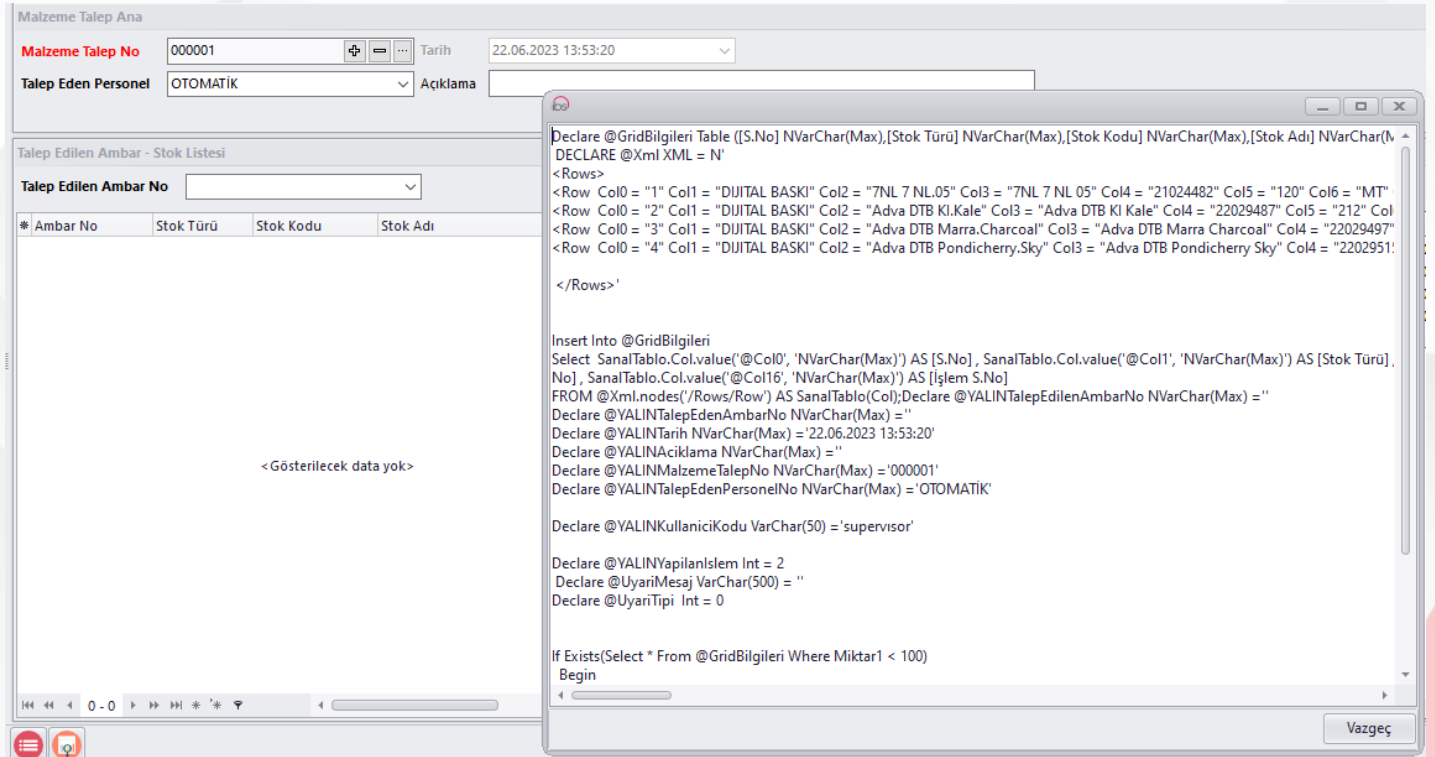 Malzeme Talep Ana
Malzeme Talep No 000001 Tarih 22.06.2023 13:53:20
Talep Eden Personel OTOMATİK Açıklama
Talep Edilen Ambar - Stok Listesi
Talep Edilen Ambar No
Ambar No Stok Türü Stok Kodu Stok Adı
<Gösterilecek data yok>
0 - 0
ibs
Declare @GridBilgileri Table ([S.No] NVarChar(Max),[Stok Türü] NVarChar(Max),[Stok Kodu] NVarChar(Max),[Stok Adı] NVarChar(M
DECLARE @Xml XML = N'
<Rows>
<Row Col0 = "1" Col1 = "DIJITAL BASKI" Col2 = "7NL 7 NL.05" Col3 = "7NL 7 NL 05" Col4 = "21024482" Col5 = "120" Col6 = "MT"
<Row Col0 = "2" Col1 = "DIJITAL BASKI" Col2 = "Adva DTB KI.Kale" Col3 = "Adva DTB KI Kale" Col4 = "22029487" Col5 = "212" Col
<Row Col0 = "3" Col1 = "DIJITAL BASKI" Col2 = "Adva DTB Marra.Charcoal" Col3 = "Adva DTB Marra Charcoal" Col4 = "22029497"
<Row Col0 = "4" Col1 = "DIJITAL BASKI" Col2 = "Adva DTB Pondicherry.Sky" Col3 = "Adva DTB Pondicherry Sky" Col4 = "2202951
</Rows>'
Insert Into @GridBilgileri
Select SanalTablo.Col.value('@Col0', 'NVarChar(Max)') AS [S.No] , SanalTablo.Col.value('@Col1', 'NVarChar(Max)') AS [Stok Türü] ,
No] , SanalTablo.Col.value('@Col16', 'NVarChar(Max)') AS [İşlem S.No]
FROM @Xml.nodes('/Rows/Row') AS SanalTablo(Col);Declare @YALINTalepEdilenAmbarNo NVarChar(Max) =''
Declare @YALINTalepEdenAmbarNo NVarChar(Max) =''
Declare @YALINTarih NVarChar(Max) ='22.06.2023 13:53:20'
Declare @YALINAciklama NVarChar(Max) =''
Declare @YALINMalzemeTalepNo NVarChar(Max) ='000001'
Declare @YALINTalepEdenPersonelNo NVarChar(Max) ='OTOMATİK'
Declare @YALINKullaniciKodu VarChar(50) ='supervısor'
Declare @YALINYapilanIslem Int = 2
Declare @UyariMesaj VarChar(500) = ''
Declare @UyariTipi Int = 0
If Exists(Select * From @GridBilgileri Where Miktar1 < 100)
Begin
Vazgeç